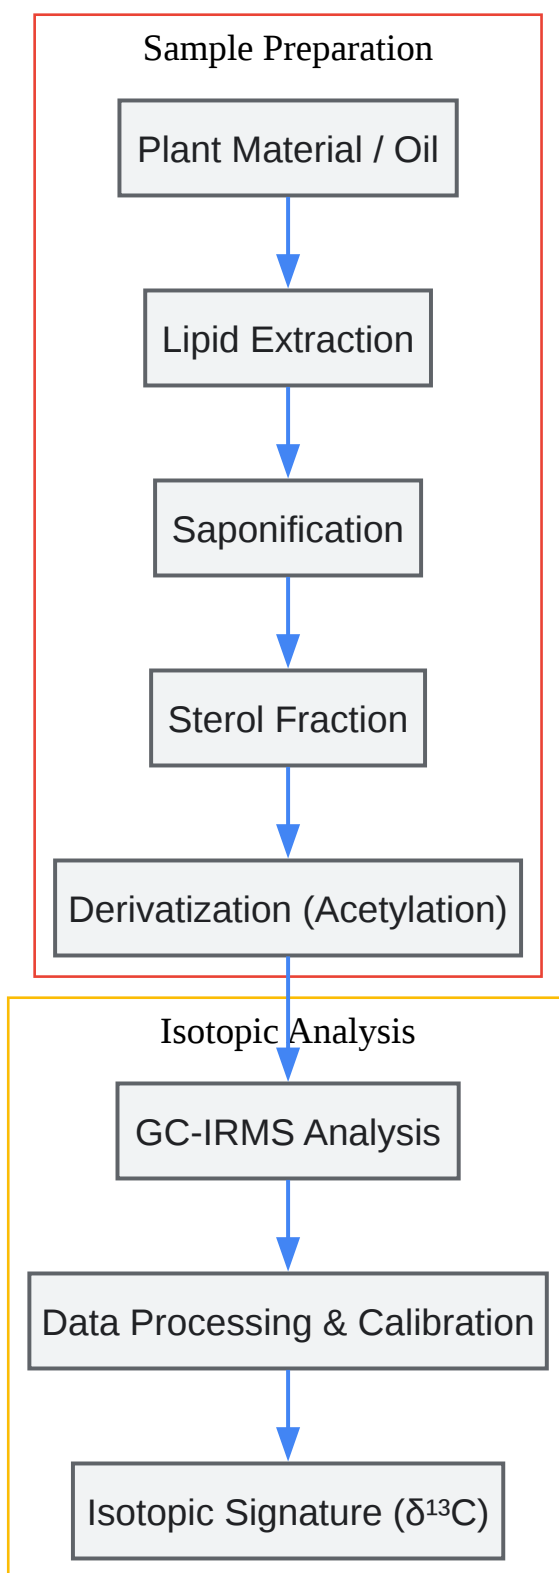 Sample Preparation
Plant Material / Oil
Lipid Extraction
Saponification
Sterol Fraction
Derivatization (Acetylation)
Isotopic Analysis
GC-IRMS Analysis
Data Processing & Calibration
Isotopic Signature (δ¹³C)